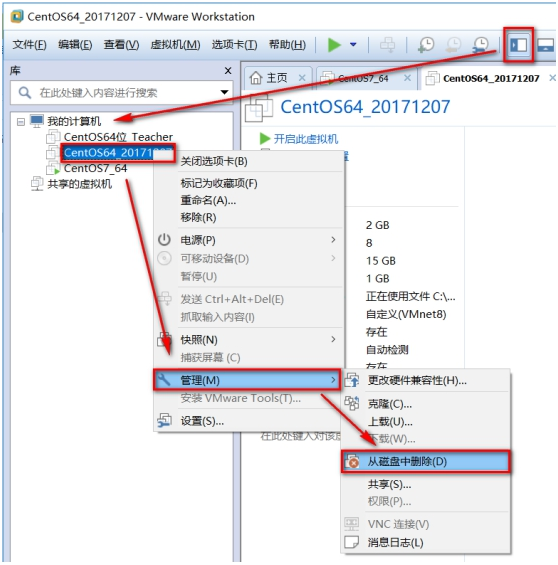 CentOS64_20171207 - VMware Workstation
文件(F) 编辑(E) 查看(V) 虚拟机(M) 选项卡(T) 帮助(H)
库 x
主页 × CentOS7_64 × CentOS64_20171207 ×
在此处键入内容进行搜索
CentOS64_20171207
我的计算机
CentOS64位_Teacher
开启此虚拟机
CentOS64_20171207
CentOS7_64
共享的虚拟机
关闭选项卡(B)
标记为收藏项(F)
重命名(A)...
移除(R)
电源(P)
可移动设备(D)
暂停(U)
发送 Ctrl+Alt+Del(E)
抓取输入内容(I)
快照(N)
捕获屏幕 (C)
管理(M)
安装 VMware Tools(T)...
设置(S)...
2 GB
8
15 GB
1 GB
正在使用文件 C:\...
自定义(VMnet8)
存在
自动检测
存在
更改硬件兼容性(H)...
克隆(C)...
上载(U)...
下载(W)...
在此处键入对该
从磁盘中删除(D)
共享(S)...
权限(P)...
VNC 连接(V)
消息日志(L)